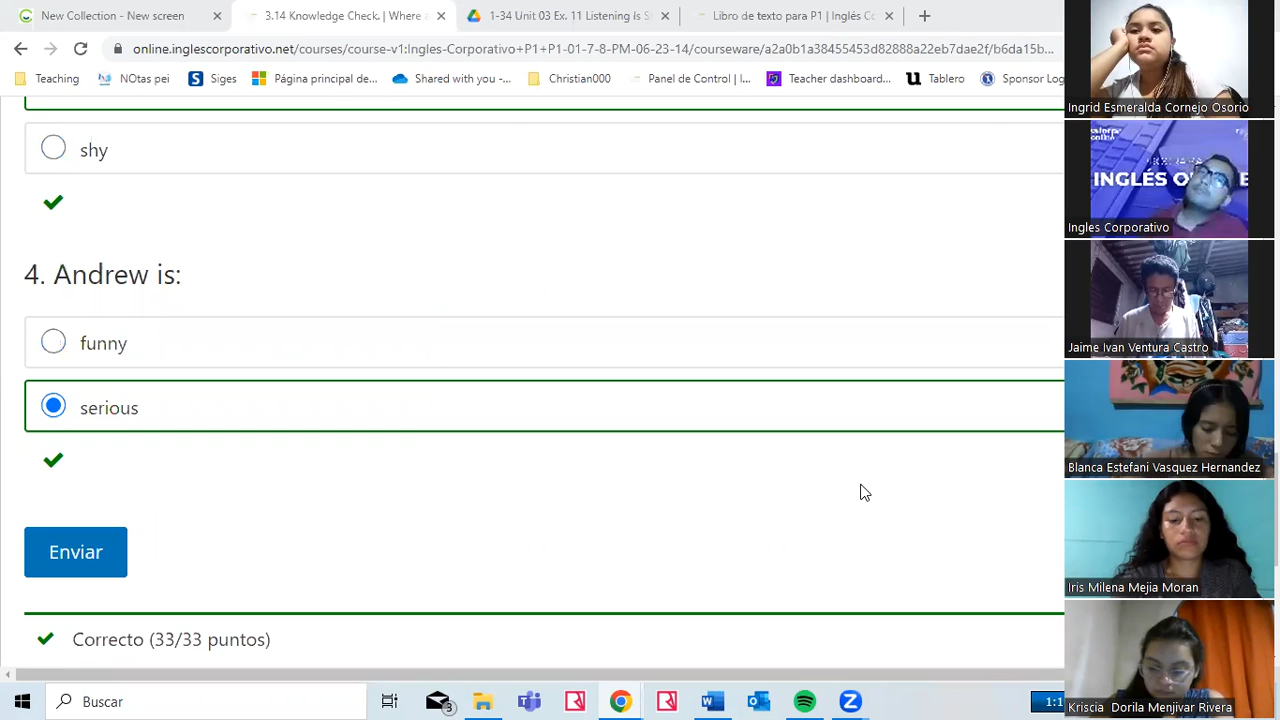 New Collection - New screen
3.14 Knowledge Check. | Where a
1-34 Unit 03 Ex. 11 Listening is S
Libro de texto para P1 | Inglés C
online.inglescorporativo.net/courses/course-v1:Ingles-Corporativo+P1+P1-01-7-8-PM-06-23-14/courseware/a2a0b1a38455453f82888a22eb7dae2f/b6da15b...
Teaching
NOtas pei
Siges
Página principal de...
Shared with you -...
Christian000
Panel de Control | I...
Teacher dashboard...
Tablero
Sponsor Log
shy
4. Andrew is:
funny
serious
Enviar
Correcto (33/33 puntos)
Buscar
3
Ingrid Esmeralda Cornejo Osorio
INGLÉS
Ingles Corporativo
Jaime Ivan Ventura Castro
Blanca Estefani Vasquez Hernandez
Iris Milena Mejia Moran
Kriscia Dorila Menjivar Rivera